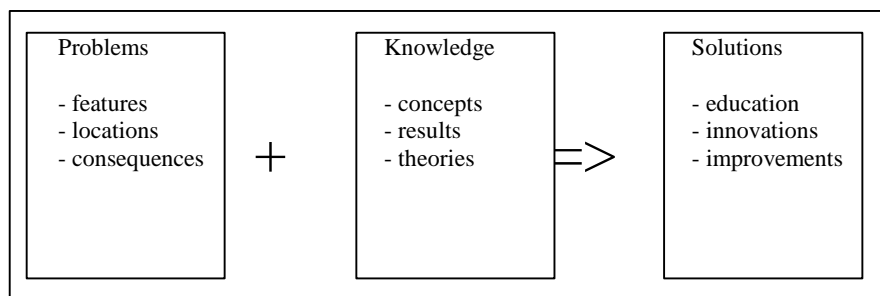 Problems
- features
- locations
- consequences
+
Knowledge
- concepts
- results
- theories
Solutions
- education
- innovations
- improvements